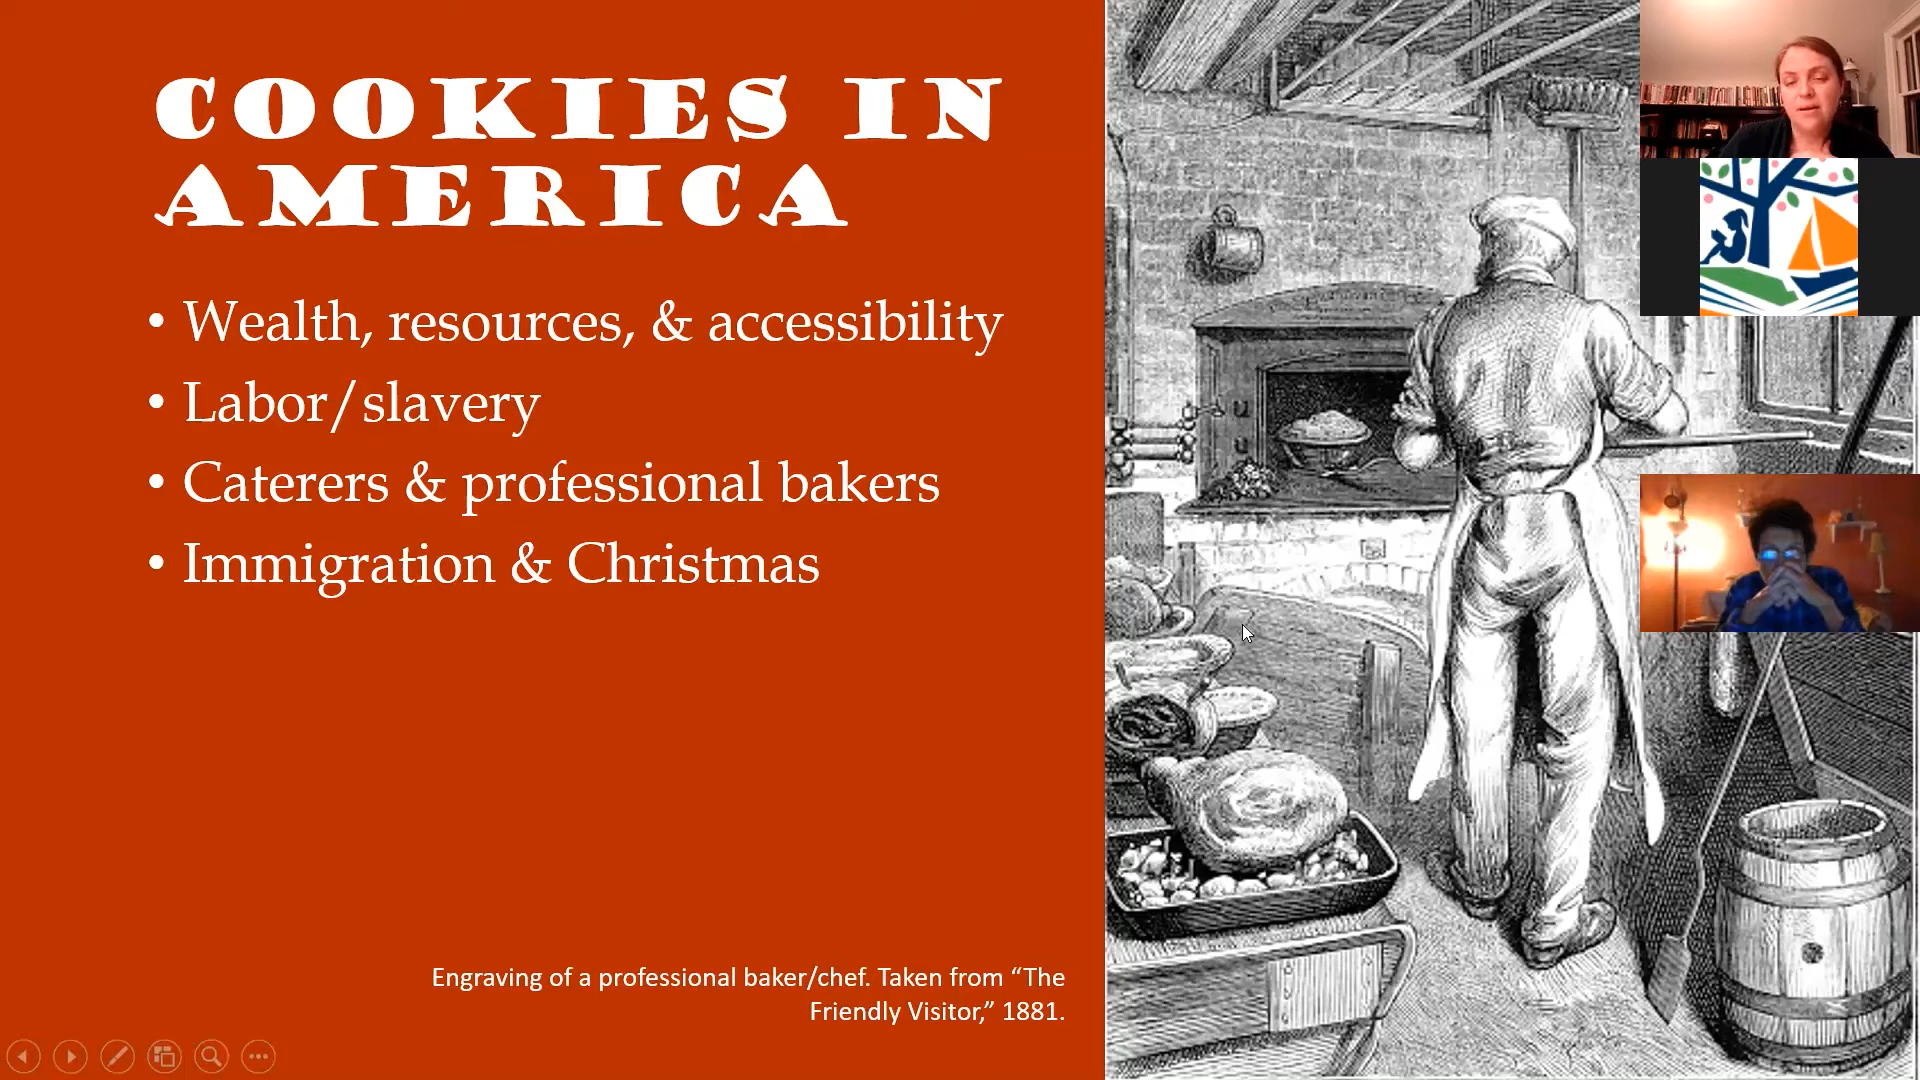 COOKIES IN
AMERICA
• Wealth, resources, & accessibility
• Labor/slavery
• Caterers & professional bakers
• Immigration & Christmas
Engraving of a professional baker/chef. Taken from “The
Friendly Visitor,” 1881.